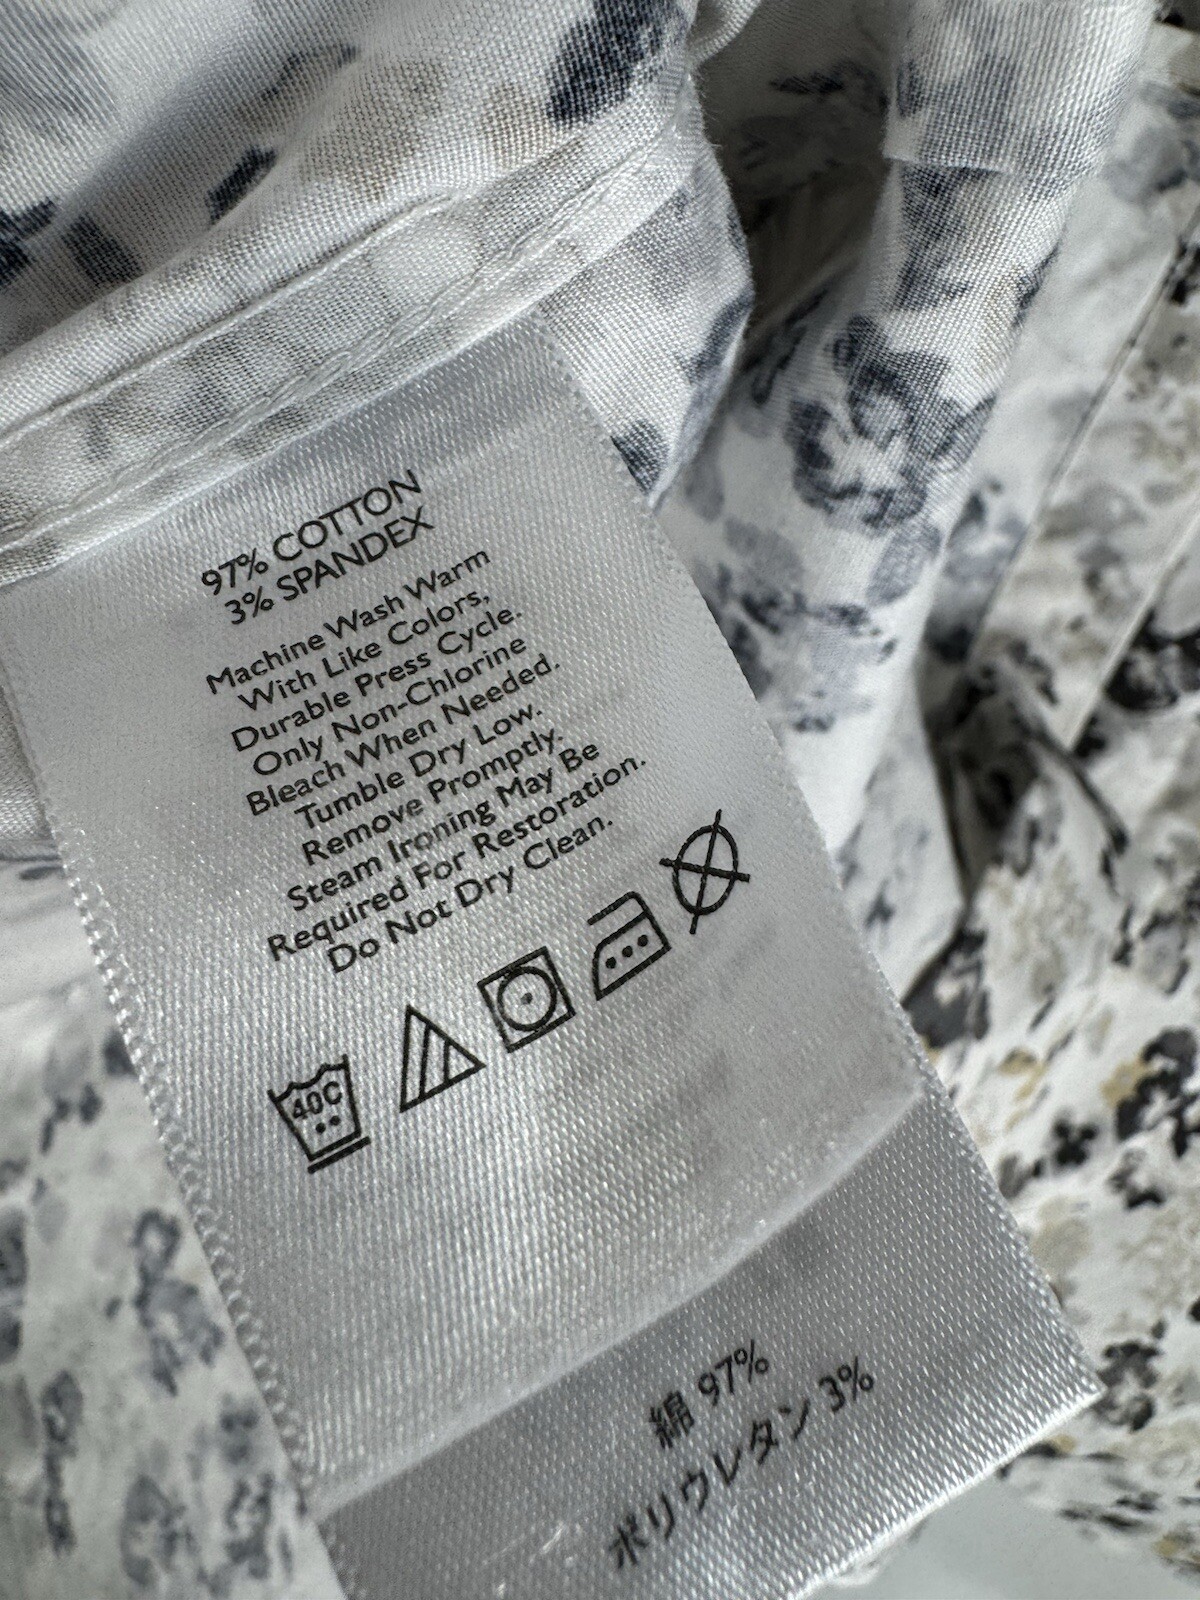 97% COTTON
3% SPANDEX
Machine Wash Warm
With Like Colors,
Durable Press Cycle.
Only Non-Chlorine
Bleach When Needed.
Tumble Dry Low.
Remove Promptly.
Steam Ironing May Be
Required For Restoration.
Do Not Dry Clean.
40C
綿 97%
ポリウレタン 3%